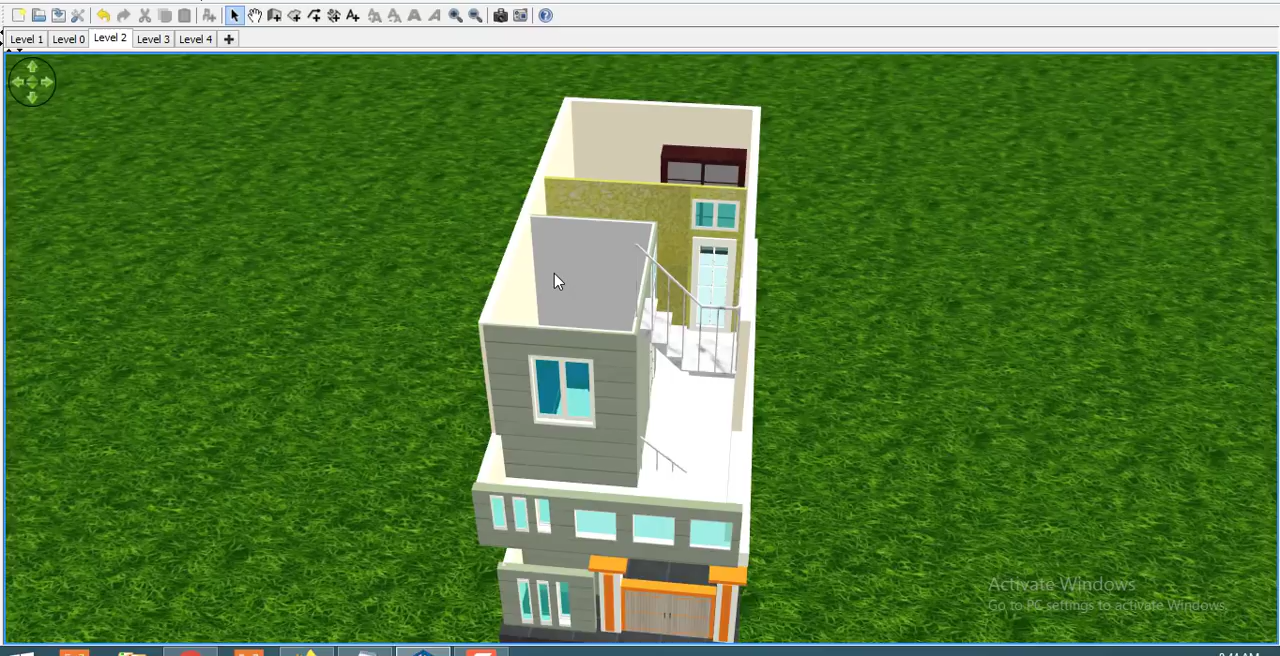 Level 1 Level 0 Level 2 Level 3 Level 4
Activate Windows
Go to PC settings to activate Windows.